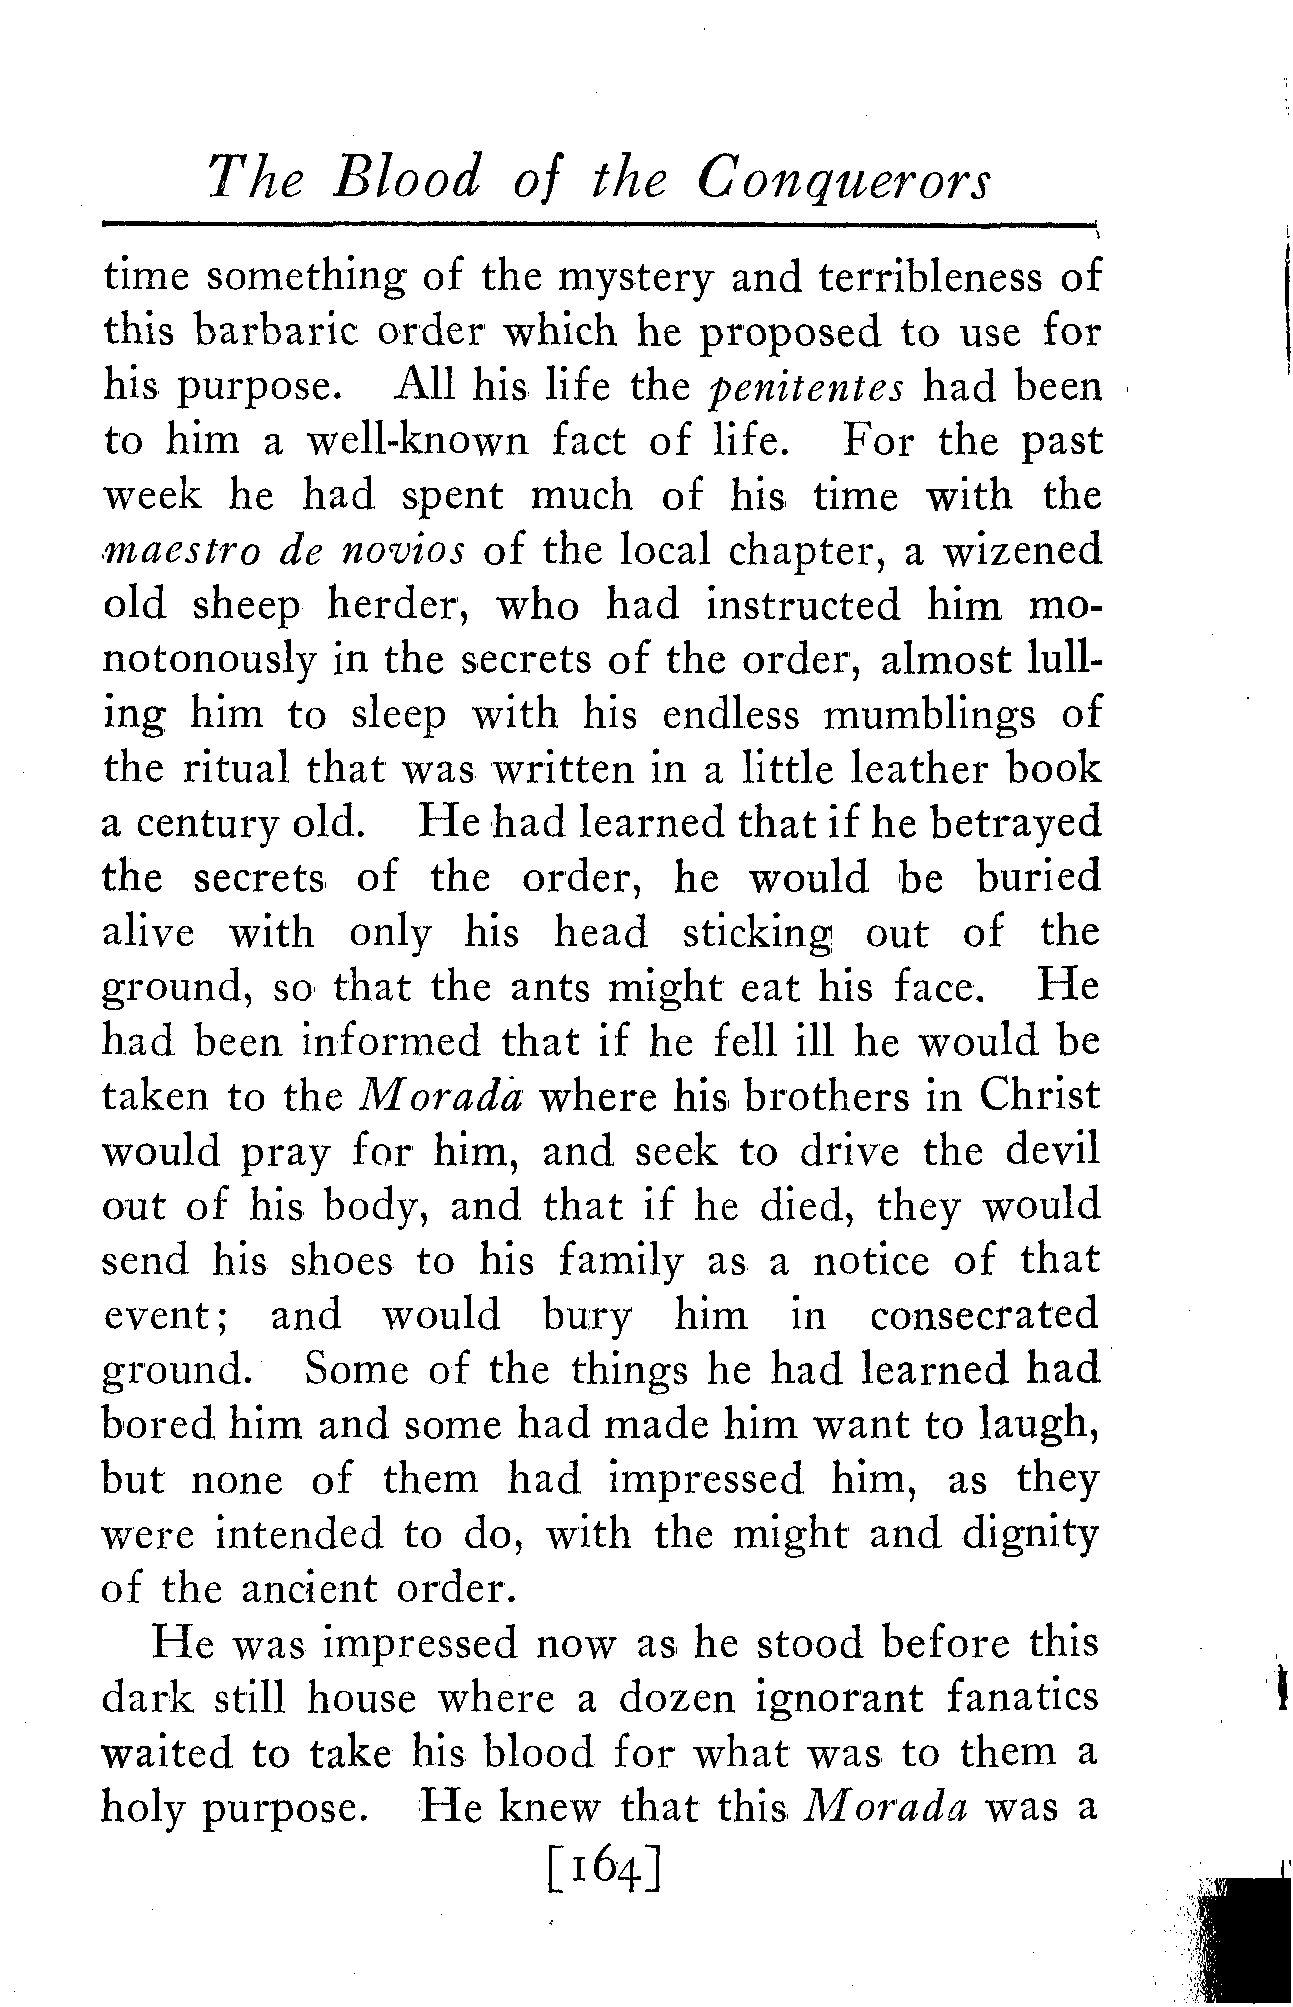 The Blood of the Conquerors
time something of the mystery and terribleness of
this barbaric order which he proposed to use for
his purpose. All his life the penitentes had been
to him a well-known fact of life. For the past
week he had spent much of his time with the
maestro de novios of the local chapter, a wizened
old sheep herder, who had instructed him mo-
notonously in the secrets of the order, almost lull-
ing him to sleep with his endless mumblings of
the ritual that was written in a little leather book
a century old. He had learned that if he betrayed
the secrets of the order, he would be buried
alive with only his head sticking out of the
ground, so that the ants might eat his face. He
had been informed that if he fell ill he would be
taken to the Morada where his brothers in Christ
would pray for him, and seek to drive the devil
out of his body, and that if he died, they would
send his shoes to his family as a notice of that
event; and would bury him in consecrated
ground. Some of the things he had learned had
bored him and some had made him want to laugh,
but none of them had impressed him, as they
were intended to do, with the might and dignity
of the ancient order.
He was impressed now as he stood before this
dark still house where a dozen ignorant fanatics
waited to take his blood for what was to them a
holy purpose. He knew that this Morada was a
[164]